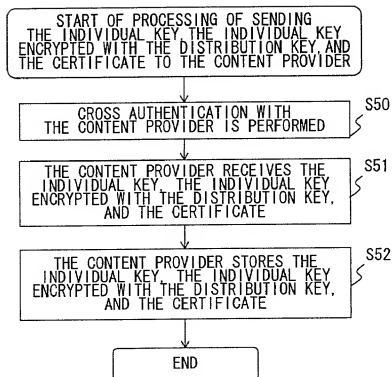 START OF PROCESSING OF SENDING
THE INDIVIDUAL KEY, THE INDIVIDUAL KEY
ENCRYPTED WITH THE DISTRIBUTION KEY, AND
THE CERTIFICATE TO THE CONTENT PROVIDER
S50
CROSS AUTHENTICATION WITH
THE CONTENT PROVIDER IS PERFORMED
S51
THE CONTENT PROVIDER RECEIVES THE
INDIVIDUAL KEY, THE INDIVIDUAL KEY
ENCRYPTED WITH THE DISTRIBUTION KEY,
AND THE CERTIFICATE
S52
THE CONTENT PROVIDER STORES THE
INDIVIDUAL KEY, THE INDIVIDUAL KEY
ENCRYPTED WITH THE DISTRIBUTION KEY,
AND THE CERTIFICATE
END